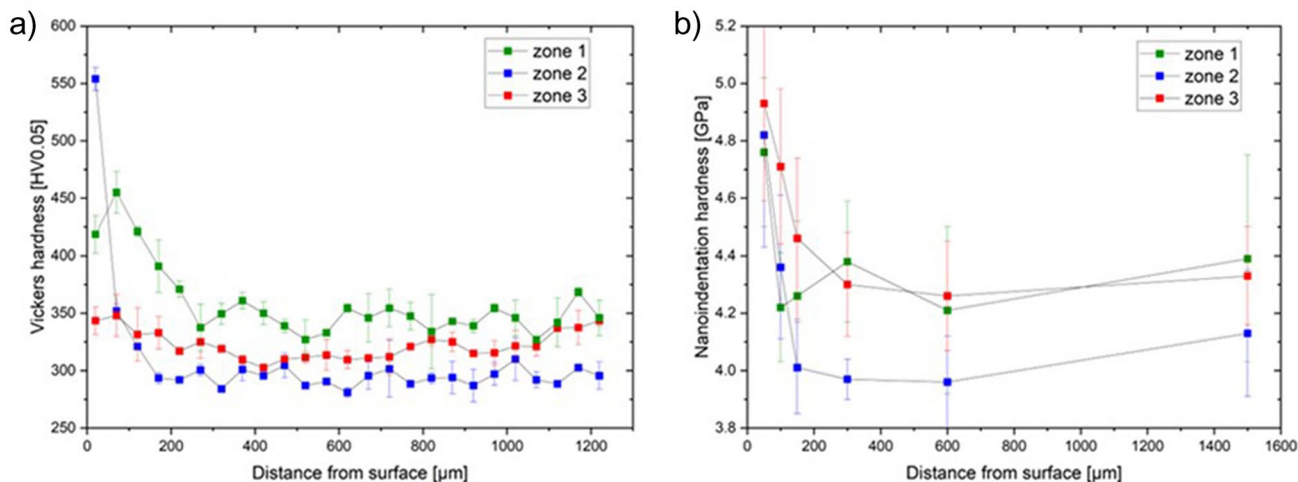 a)
600
550
500
450
400
350
300
250
Vickers hardness [HV0.05]
zone 1
zone 2
zone 3
0 200 400 600 800 1000 1200
Distance from surface [µm]
b)
5.2
5.0
4.8
4.6
4.4
4.2
4.0
3.8
Nanoindentation hardness [GPa]
zone 1
zone 2
zone 3
0 200 400 600 800 1000 1200 1400 1600
Distance from surface [µm]